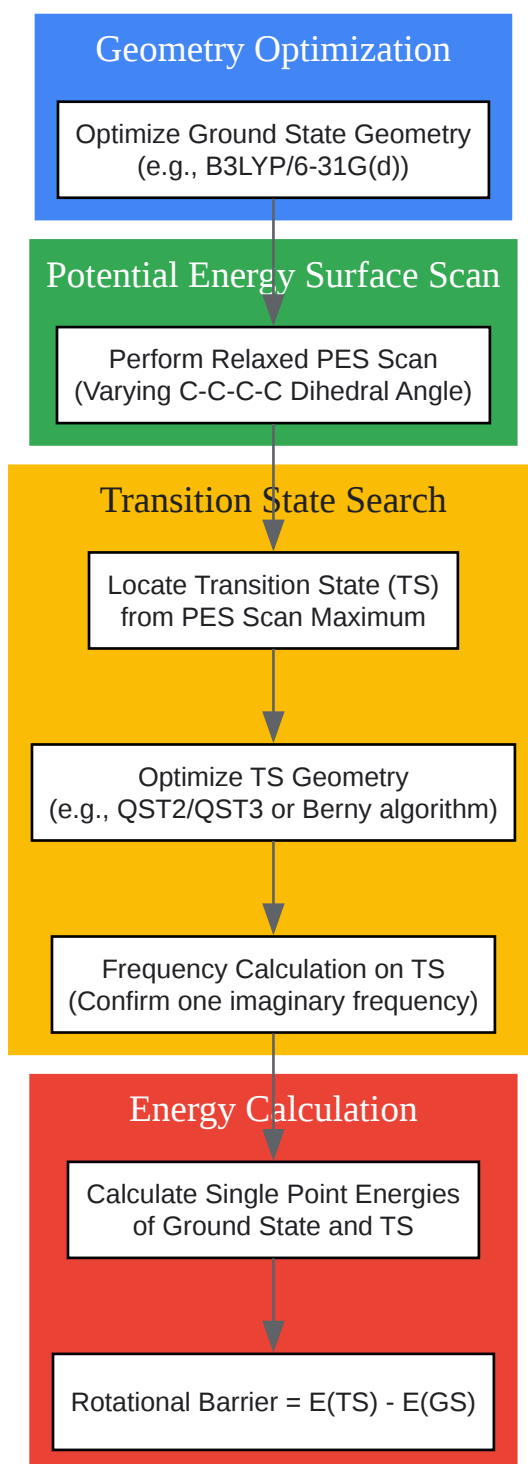 Geometry Optimization
Optimize Ground State Geometry
(e.g., B3LYP/6-31G(d))
Potential Energy Surface Scan
Perform Relaxed PES Scan
(Varying C-C-C-C Dihedral Angle)
Transition State Search
Locate Transition State (TS)
from PES Scan Maximum
Optimize TS Geometry
(e.g., QST2/QST3 or Berny algorithm)
Frequency Calculation on TS
(Confirm one imaginary frequency)
Energy Calculation
Calculate Single Point Energies
of Ground State and TS
Rotational Barrier = E(TS) - E(GS)